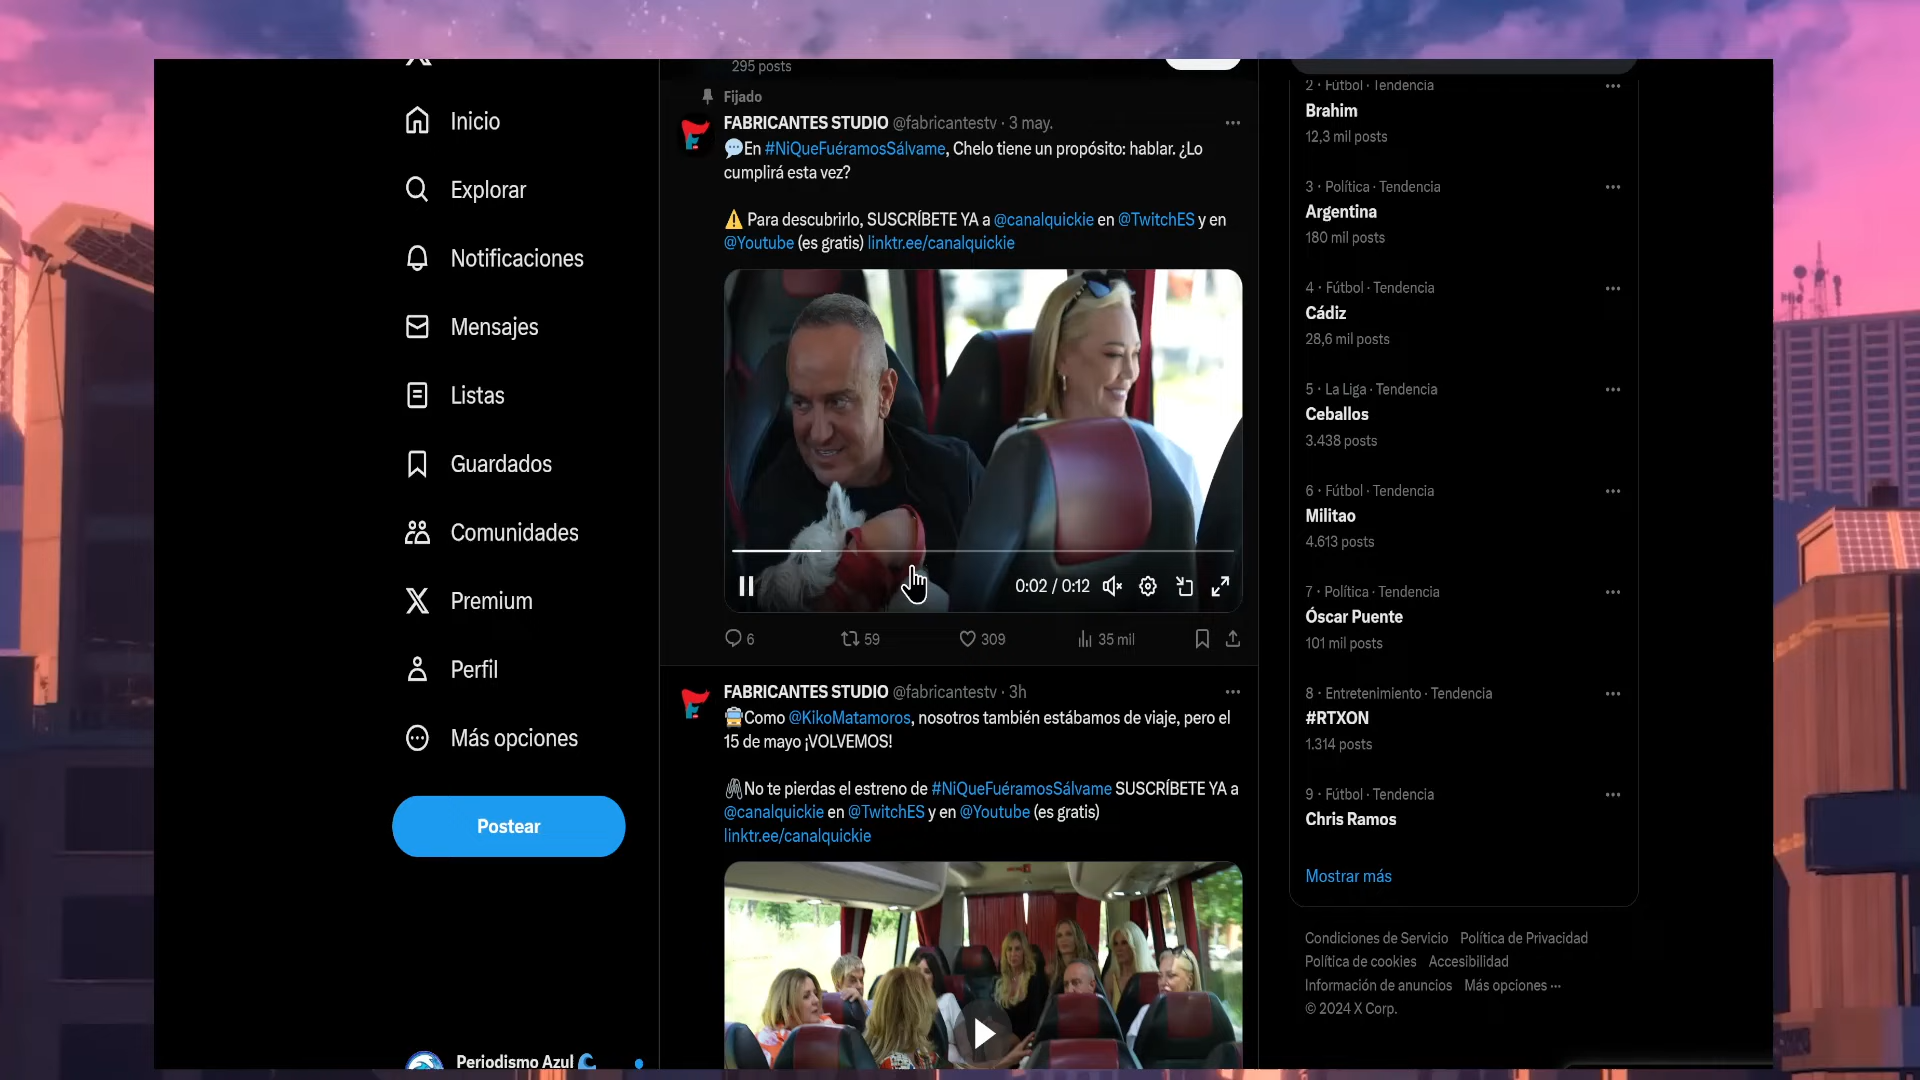 Inicio
Explorar
Notificaciones
Mensajes
Listas
Guardados
Comunidades
Premium
Perfil
Más opciones
Postear
Periodismo Azul
295 posts
Fijado
FABRICANTES STUDIO @fabricantestv · 3 may.
💬En #NiQueFuéramosSálvame, Chelo tiene un propósito: hablar. ¿Lo
cumplirá esta vez?
⚠️ Para descubrirlo, SUSCRÍBETE YA a @canalquickie en @TwitchES y en
@Youtube (es gratis) linktr.ee/canalquickie
0:02 / 0:12
6 59 309 35 mil
FABRICANTES STUDIO @fabricantestv · 3h
🚍Como @KikoMatamoros, nosotros también estábamos de viaje, pero el
15 de mayo ¡VOLVEMOS!
No te pierdas el estreno de #NiQueFuéramosSálvame SUSCRÍBETE YA a
@canalquickie en @TwitchES y en @Youtube (es gratis)
linktr.ee/canalquickie
2 · Fútbol · Tendencia
Brahim
12,3 mil posts
3 · Política · Tendencia
Argentina
180 mil posts
4 · Fútbol · Tendencia
Cádiz
28,6 mil posts
5 · La Liga · Tendencia
Ceballos
3.438 posts
6 · Fútbol · Tendencia
Militao
4.613 posts
7 · Política · Tendencia
Óscar Puente
101 mil posts
8 · Entretenimiento · Tendencia
#RTXON
1.314 posts
9 · Fútbol · Tendencia
Chris Ramos
Mostrar más
Condiciones de Servicio Política de Privacidad
Política de cookies Accesibilidad
Información de anuncios Más opciones ···
© 2024 X Corp.